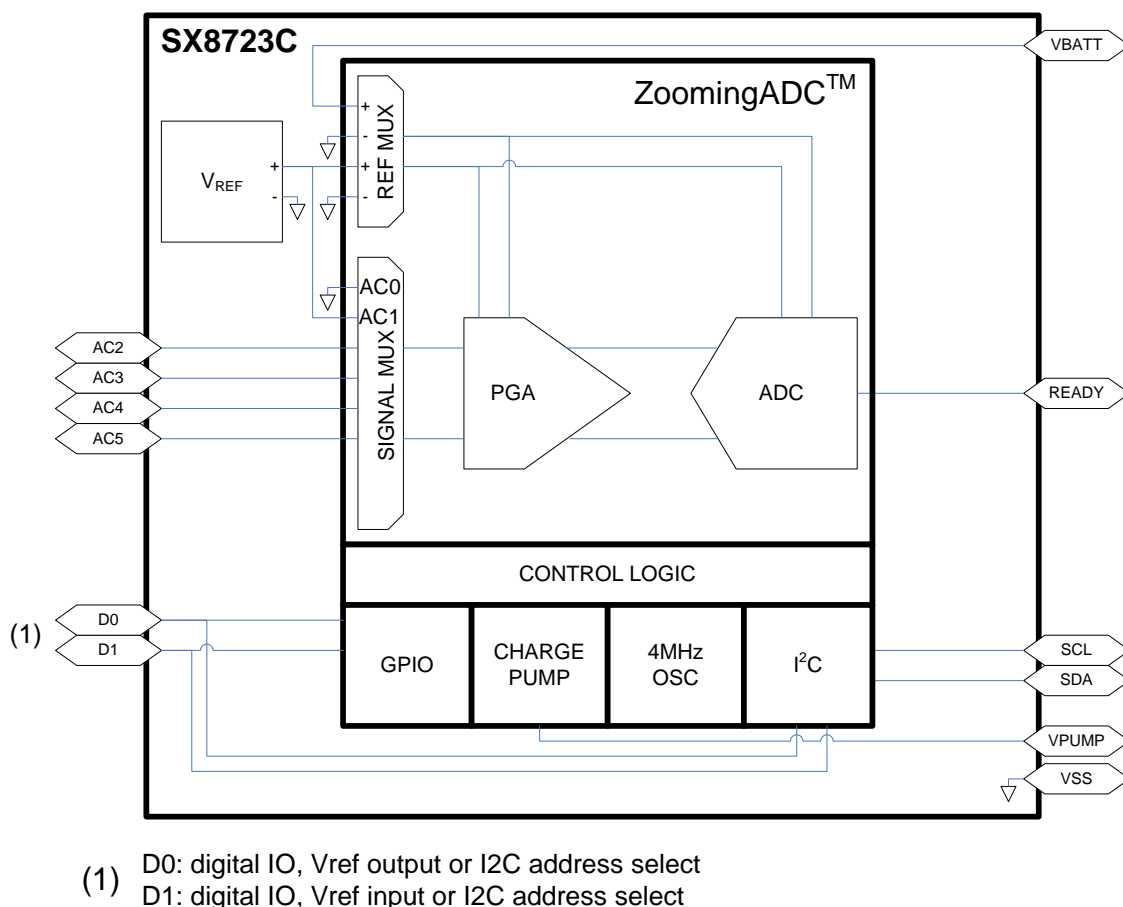 SX8723C
VBATT
ZoomingADC™
+
-
+
-
REF MUX
VREF
+
-
AC0
AC1
SIGNAL MUX
AC2
AC3
AC4
AC5
PGA
ADC
READY
CONTROL LOGIC
(1)
D0
D1
GPIO
CHARGE
PUMP
4MHz
OSC
I²C
SCL
SDA
VPUMP
VSS
(1)
D0: digital IO, Vref output or I2C address select
D1: digital IO, Vref input or I2C address select